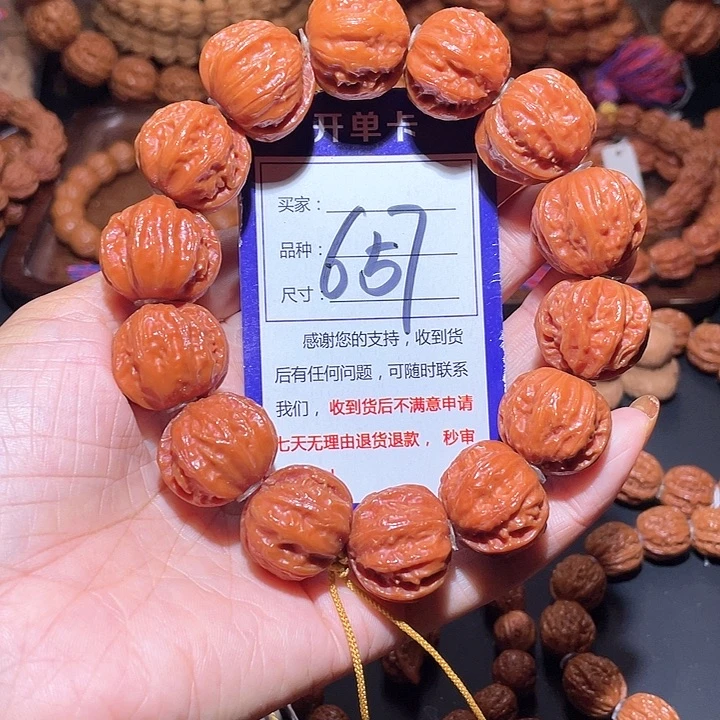 开单卡
买家：
品种：
尺寸：
657
感谢您的支持，收到货
后有任何问题，可随时联系
我们，收到货后不满意申请
七天无理由退货退款，秒审